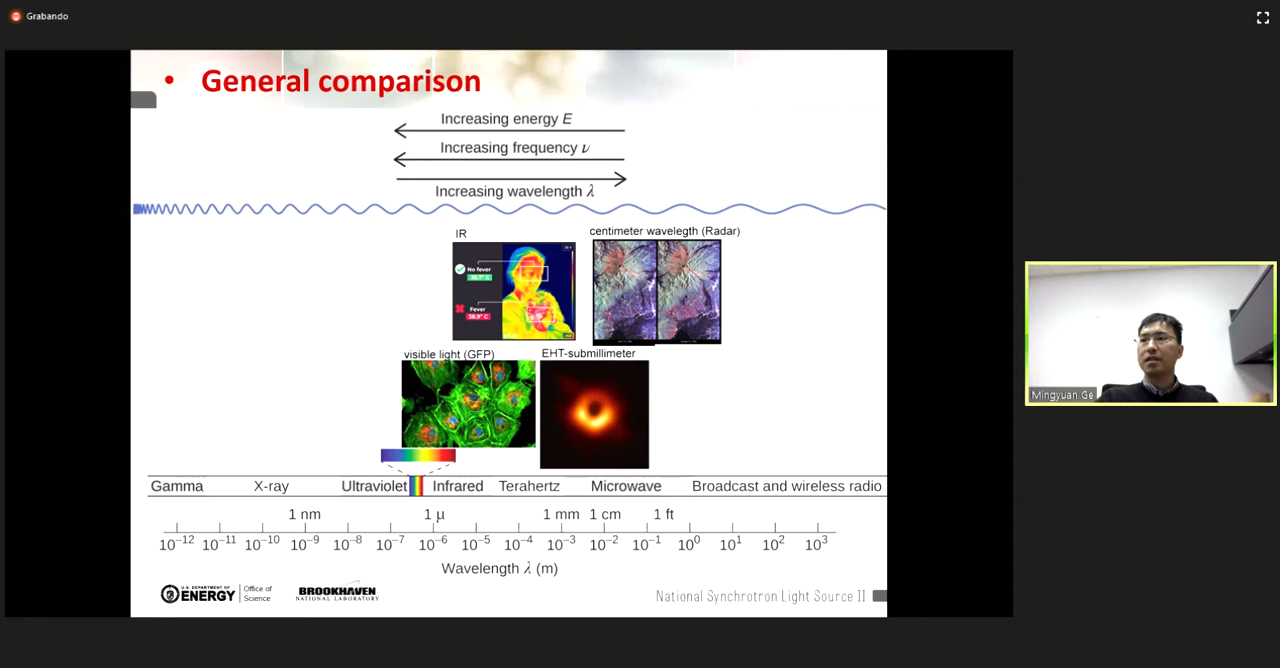 Grabando
• General comparison
Increasing energy E
Increasing frequency ν
Increasing wavelength λ
IR
centimeter wavelegth (Radar)
No fever
Fever
visible light (GFP)
EHT-submillimeter
Mingyuan Ge
Gamma X-ray Ultraviolet Infrared Terahertz Microwave Broadcast and wireless radio
1 nm 1 µ 1 mm 1 cm 1 ft
10⁻¹² 10⁻¹¹ 10⁻¹⁰ 10⁻⁹ 10⁻⁸ 10⁻⁷ 10⁻⁶ 10⁻⁵ 10⁻⁴ 10⁻³ 10⁻² 10⁻¹ 10⁰ 10¹ 10² 10³
Wavelength λ (m)
U.S. DEPARTMENT OF
ENERGY
Office of
Science
BROOKHAVEN
NATIONAL LABORATORY
National Synchrotron Light Source II